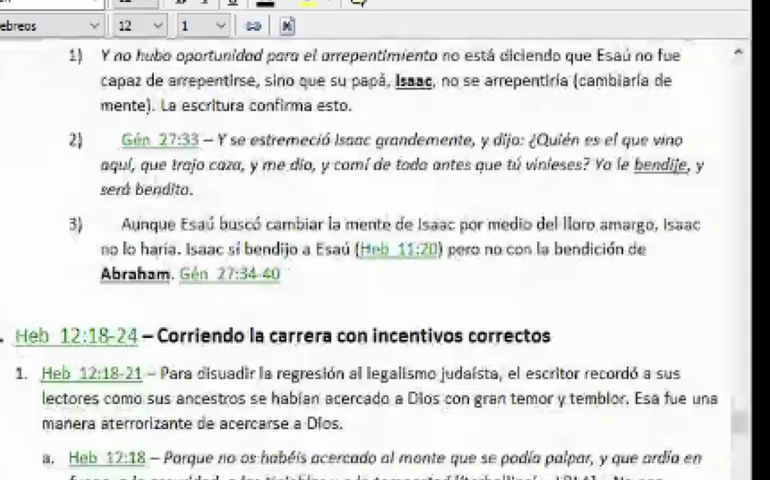 ebreos 12 1
1) Y no hubo oportunidad para el arrepentimiento no está diciendo que Esaú no fue
capaz de arrepentirse, sino que su papá, Isaac, no se arrepentiría (cambiaría de
mente). La escritura confirma esto.
2) Gén 27:33 – Y se estremeció Isaac grandemente, y dijo: ¿Quién es el que vino
aquí, que trajo caza, y me dio, y comí de todo antes que tú vinieses? Yo le bendije, y
será bendito.
3) Aunque Esaú buscó cambiar la mente de Isaac por medio del lloro amargo, Isaac
no lo haría. Isaac sí bendijo a Esaú (Heb 11:20) pero no con la bendición de
Abraham. Gén 27:34-40
Heb 12:18-24 – Corriendo la carrera con incentivos correctos
1. Heb 12:18-21 – Para disuadir la regresión al legalismo judaísta, el escritor recordó a sus
lectores como sus ancestros se habían acercado a Dios con gran temor y temblor. Esa fue una
manera aterrorizante de acercarse a Dios.
a. Heb 12:18 – Porque no os habéis acercado al monte que se podía palpar, y que ardía en